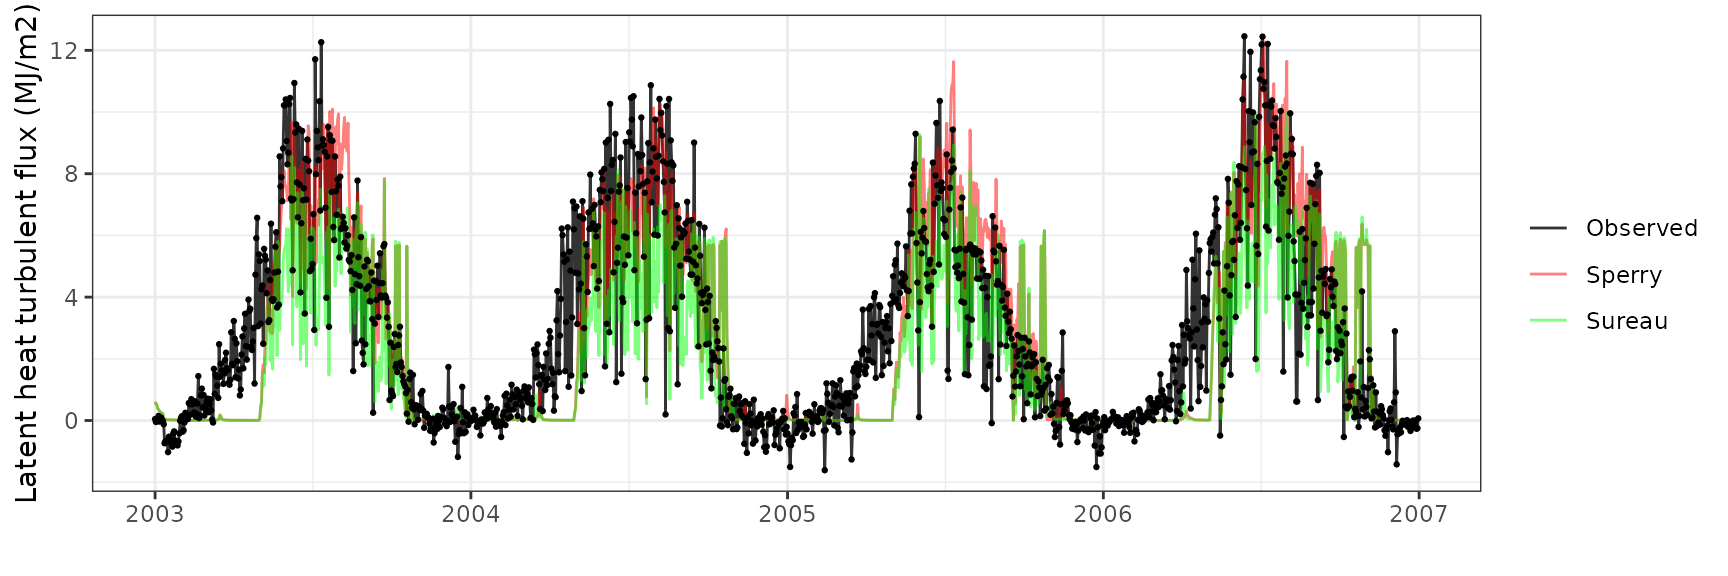 Latent heat turbulent flux (MJ/m2)
12
8
4
0
2003
2004
2005
2006
2007
Observed
Sperry
Sureau